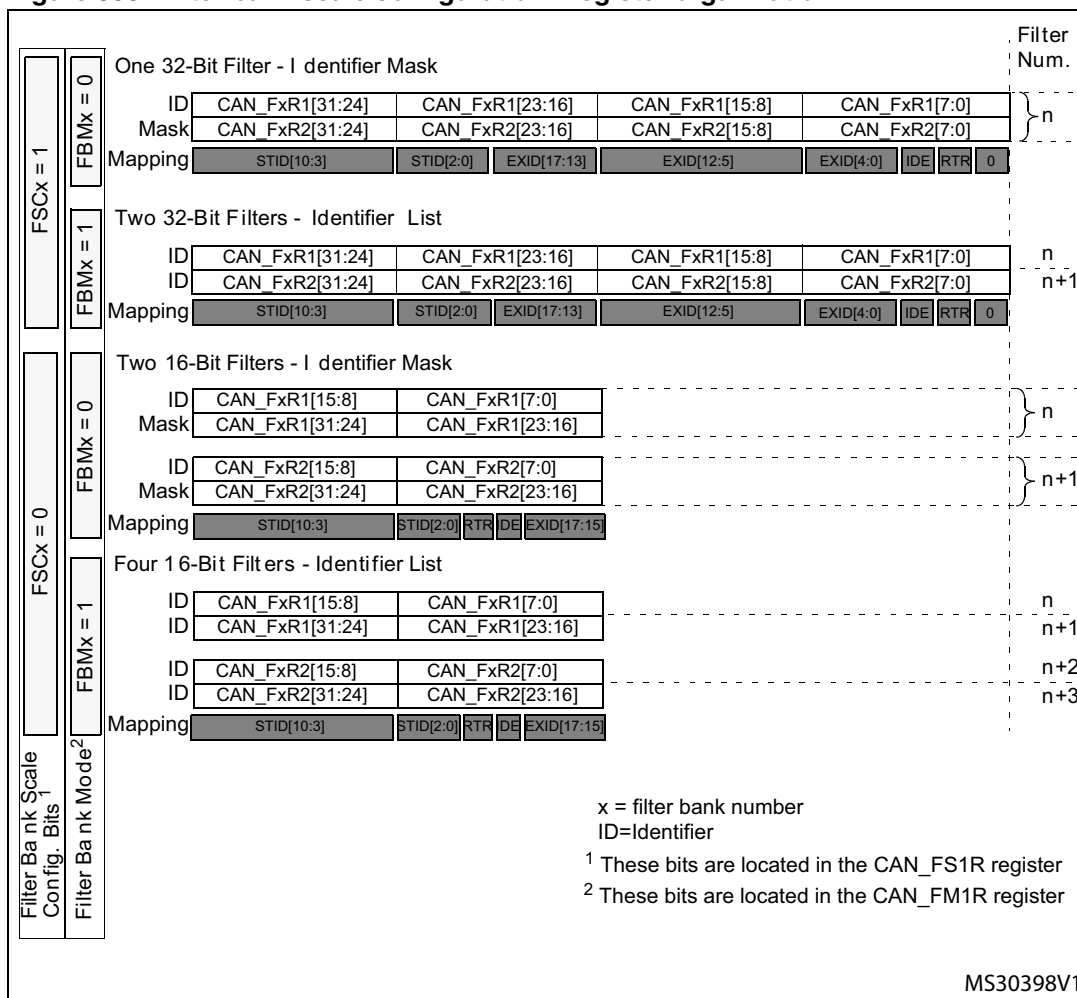 Filter
Num.
One 32-Bit Filter - I dentifier Mask
FSCx = 1
FBMx = 0
ID CAN_FxR1[31:24] CAN_FxR1[23:16] CAN_FxR1[15:8] CAN_FxR1[7:0]
Mask CAN_FxR2[31:24] CAN_FxR2[23:16] CAN_FxR2[15:8] CAN_FxR2[7:0]
n
Mapping STID[10:3] STID[2:0] EXID[17:13] EXID[12:5] EXID[4:0] IDE RTR 0
Two 32-Bit Filters - Identifier List
FBMx = 1
ID CAN_FxR1[31:24] CAN_FxR1[23:16] CAN_FxR1[15:8] CAN_FxR1[7:0] n
ID CAN_FxR2[31:24] CAN_FxR2[23:16] CAN_FxR2[15:8] CAN_FxR2[7:0] n+1
Mapping STID[10:3] STID[2:0] EXID[17:13] EXID[12:5] EXID[4:0] IDE RTR 0
Two 16-Bit Filters - I dentifier Mask
FSCx = 0
FBMx = 0
ID CAN_FxR1[15:8] CAN_FxR1[7:0]
Mask CAN_FxR1[31:24] CAN_FxR1[23:16]
n
ID CAN_FxR2[15:8] CAN_FxR2[7:0]
Mask CAN_FxR2[31:24] CAN_FxR2[23:16]
n+1
Mapping STID[10:3] STID[2:0] RTR IDE EXID[17:15]
Four 16-Bit Filters - Identifier List
FBMx = 1
ID CAN_FxR1[15:8] CAN_FxR1[7:0] n
ID CAN_FxR1[31:24] CAN_FxR1[23:16] n+1
ID CAN_FxR2[15:8] CAN_FxR2[7:0] n+2
ID CAN_FxR2[31:24] CAN_FxR2[23:16] n+3
Mapping STID[10:3] STID[2:0] RTR IDE EXID[17:15]
Filter Ba nk Scale
Config. Bits 1
Filter Ba nk Mode2
x = filter bank number
ID=Identifier
1 These bits are located in the CAN_FS1R register
2 These bits are located in the CAN_FM1R register
MS30398V1